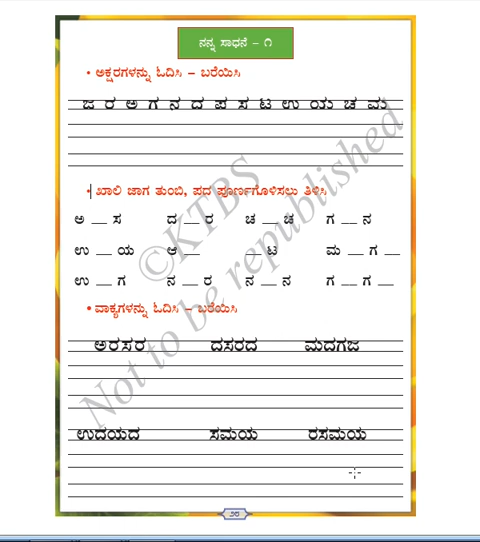 ನನ್ನ ಸಾಧನೆ – ೧
• ಅಕ್ಷರಗಳನ್ನು ಓದಿಸಿ – ಬರೆಯಿಸಿ
ಜ ರ ಅ ಗ ನ ದ ಪ ಸ ಟ ಉ ಯ ಚ ಮ
• ಖಾಲಿ ಜಾಗ ತುಂಬಿ, ಪದ ಪೂರ್ಣಗೊಳಿಸಲು ತಿಳಿಸಿ
ಅ __ ಸ ದ __ ರ ಚ __ ಚ ಗ __ ನ
ಉ __ ಯ ಆ __ __ ಟ ಮ __ ಗ __
ಉ __ ಗ ನ __ ರ ನ __ ನ ಗ __ ಗ __
• ವಾಕ್ಯಗಳನ್ನು ಓದಿಸಿ – ಬರೆಯಿಸಿ
ಅರಸರ ದಸರದ ಮದಗಜ
ಉದಯದ ಸಮಯ ರಸಮಯ
©KTBS
Not to be republished